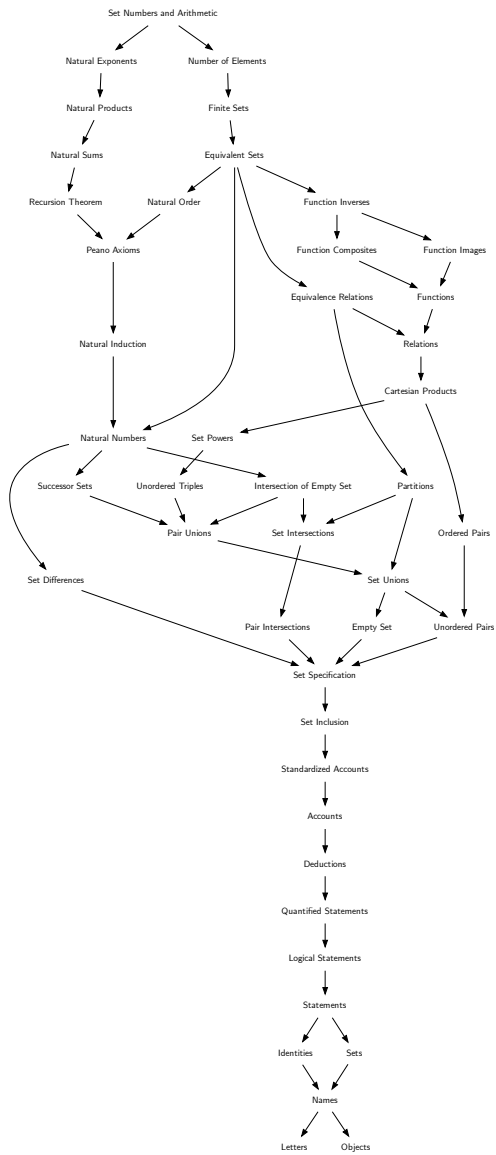 Set Numbers and Arithmetic
Natural Exponents
Number of Elements
Natural Products
Finite Sets
Natural Sums
Equivalent Sets
Recursion Theorem
Natural Order
Function Inverses
Peano Axioms
Function Composites
Function Images
Equivalence Relations
Functions
Natural Induction
Relations
Cartesian Products
Natural Numbers
Set Powers
Successor Sets
Unordered Triples
Intersection of Empty Set
Partitions
Pair Unions
Set Intersections
Ordered Pairs
Set Differences
Set Unions
Pair Intersections
Empty Set
Unordered Pairs
Set Specification
Set Inclusion
Standardized Accounts
Accounts
Deductions
Quantified Statements
Logical Statements
Statements
Identities
Sets
Names
Letters
Objects